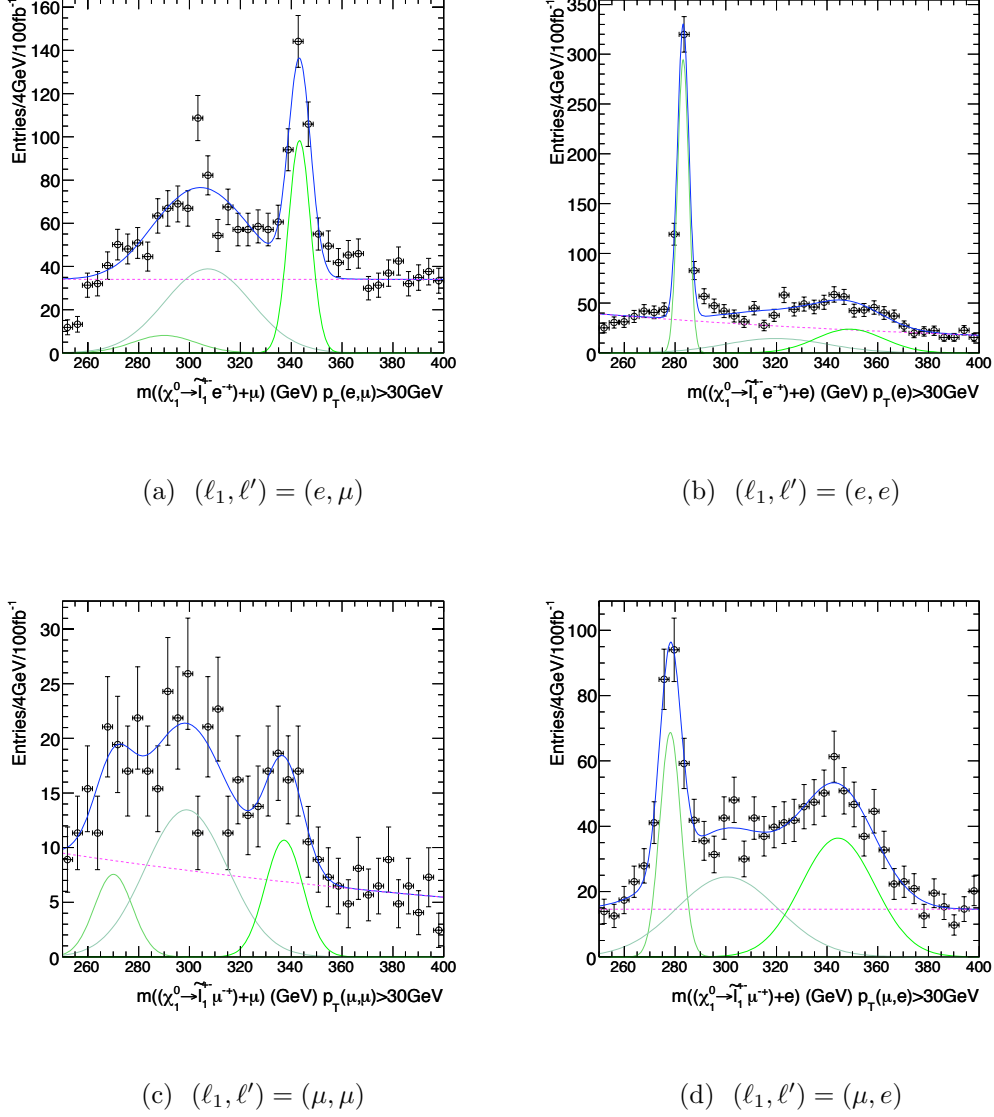 Entries/4GeV/100fb⁻¹
160
140
120
100
80
60
40
20
0
260 280 300 320 340 360 380 400
m((χ₁⁰→l̃₁⁺⁻ e⁻⁺)+μ) (GeV) p_T(e,μ)>30GeV
(a) (ℓ₁, ℓ′) = (e, μ)
Entries/4GeV/100fb⁻¹
350
300
250
200
150
100
50
0
260 280 300 320 340 360 380 400
m((χ₁⁰→l̃₁⁺⁻ e⁻⁺)+e) (GeV) p_T(e)>30GeV
(b) (ℓ₁, ℓ′) = (e, e)
Entries/4GeV/100fb⁻¹
30
25
20
15
10
5
0
260 280 300 320 340 360 380 400
m((χ₁⁰→l̃₁⁺⁻ μ⁻⁺)+μ) (GeV) p_T(μ,μ)>30GeV
(c) (ℓ₁, ℓ′) = (μ, μ)
Entries/4GeV/100fb⁻¹
100
80
60
40
20
0
260 280 300 320 340 360 380 400
m((χ₁⁰→l̃₁⁺⁻ μ⁻⁺)+e) (GeV) p_T(μ,e)>30GeV
(d) (ℓ₁, ℓ′) = (μ, e)